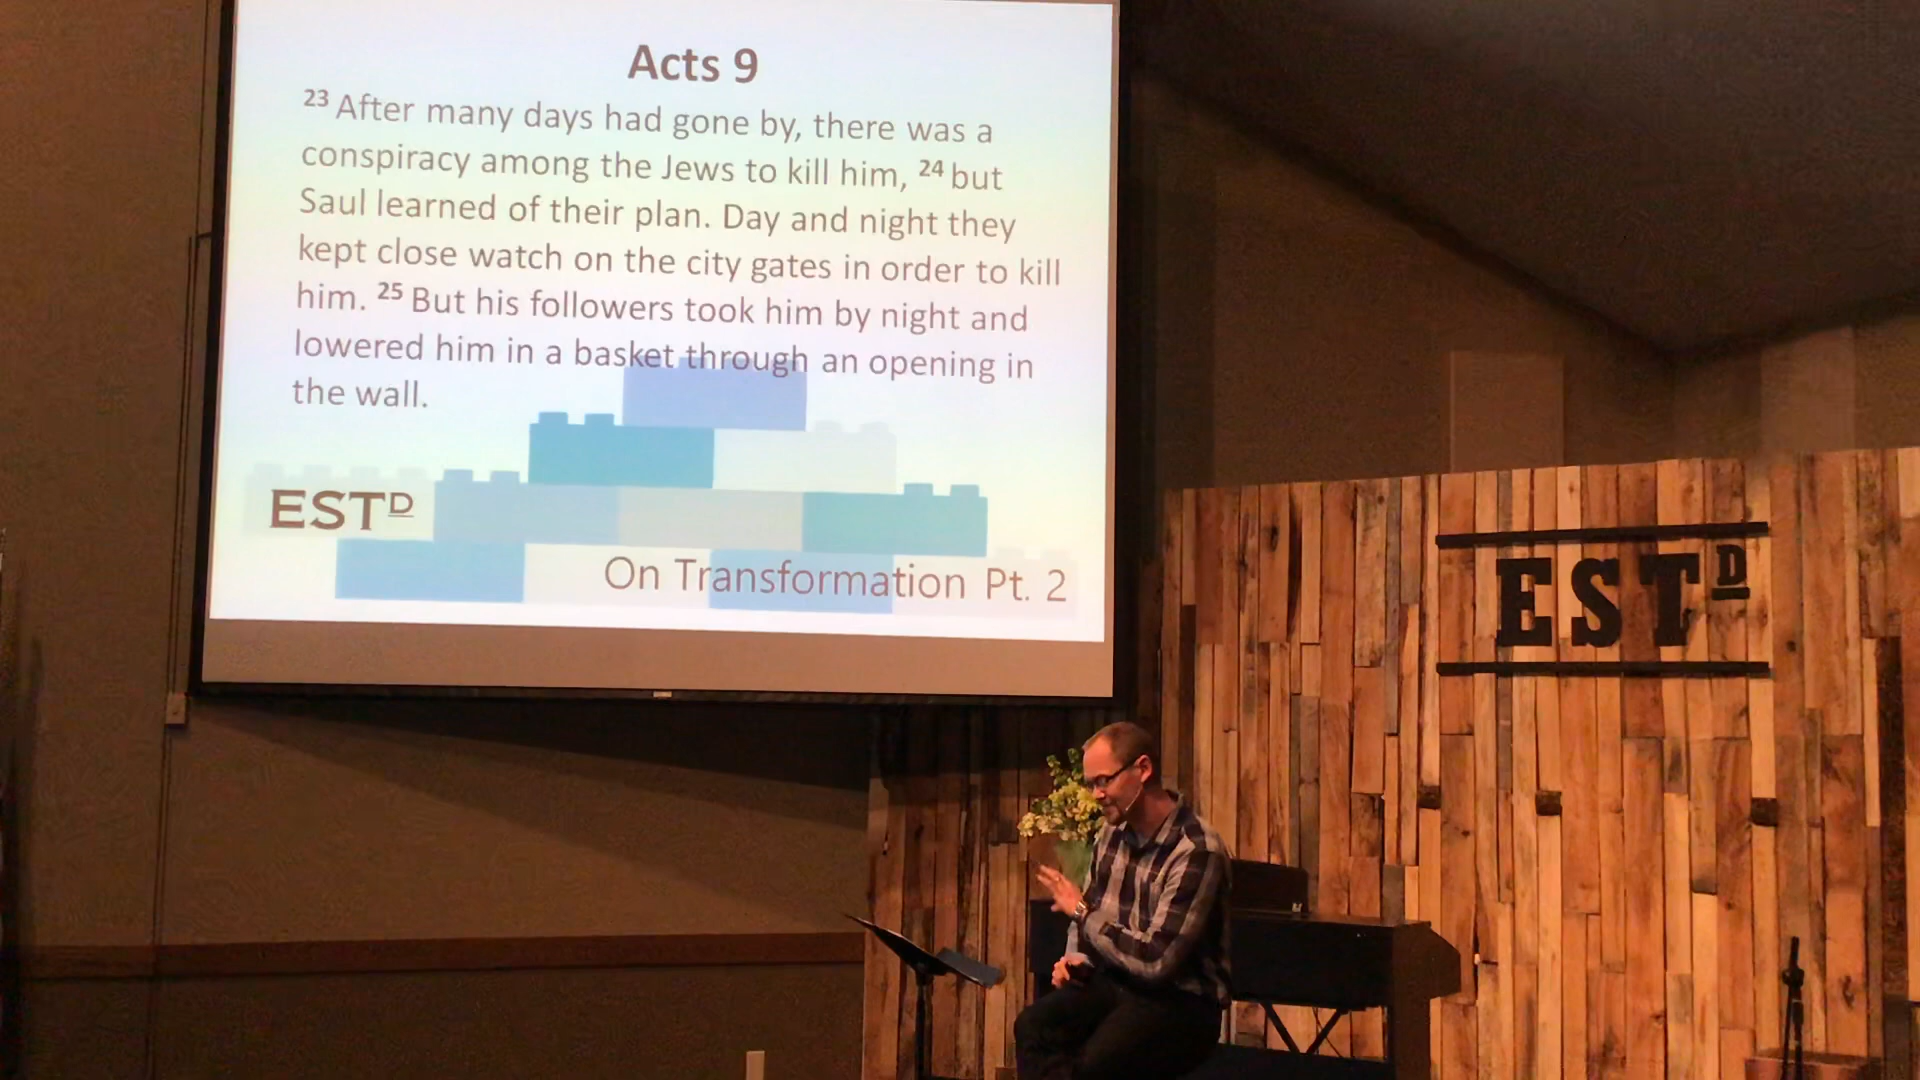 Acts 9
23 After many days had gone by, there was a
conspiracy among the Jews to kill him, 24 but
Saul learned of their plan. Day and night they
kept close watch on the city gates in order to kill
him. 25 But his followers took him by night and
lowered him in a basket through an opening in
the wall.
ESTD
On Transformation Pt. 2
ESTD